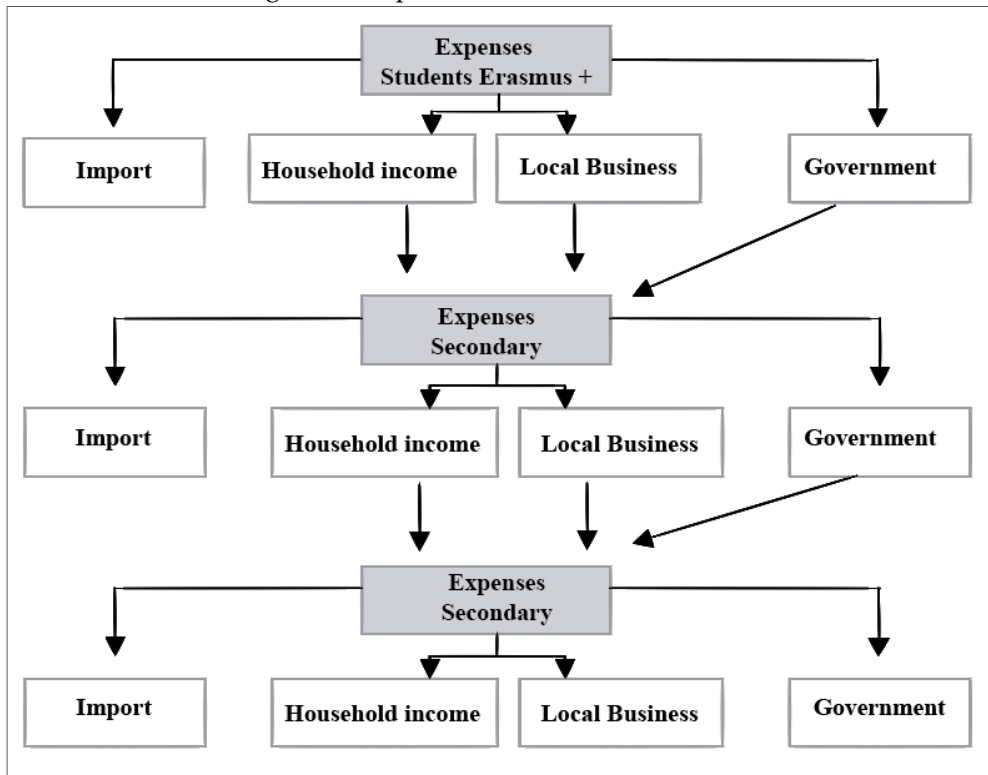 Expenses
Students Erasmus +
Import
Household income
Local Business
Government
Expenses
Secondary
Import
Household income
Local Business
Government
Expenses
Secondary
Import
Household income
Local Business
Government